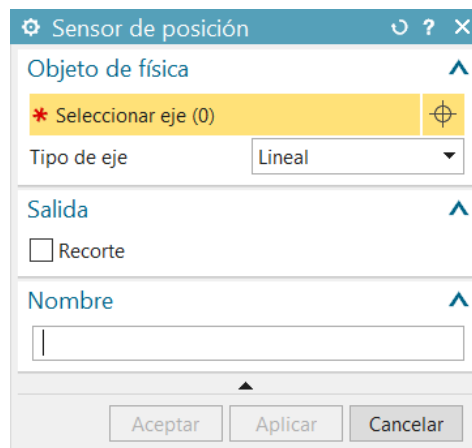 Sensor de posición ?
Objeto de física
* Seleccionar eje (0)
Tipo de eje Lineal
Salida
Recorte
Nombre
Aceptar Aplicar Cancelar